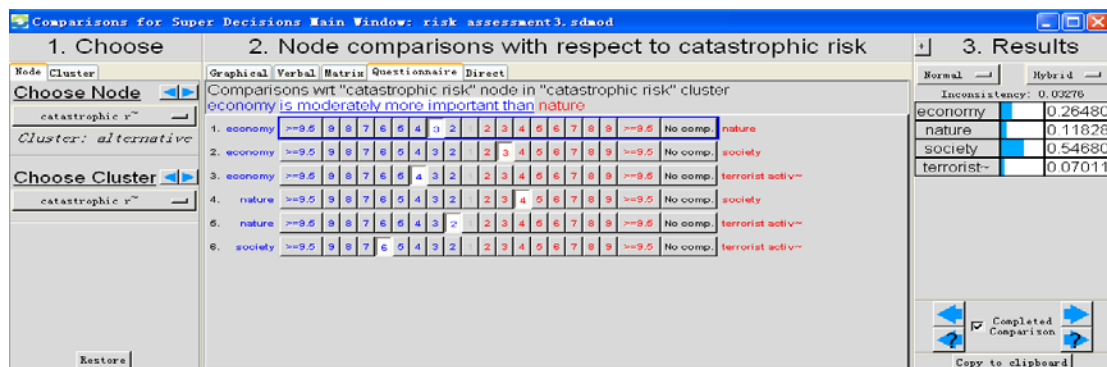 Comparisons for Super Decisions Main Window: risk assessment3.sdmod
1. Choose
Node Cluster
Choose Node
catastrophic r~
Cluster: alternative
Choose Cluster
catastrophic r~
Restore
2. Node comparisons with respect to catastrophic risk
Graphical Verbal Matrix Questionnaire Direct
Comparisons wrt "catastrophic risk" node in "catastrophic risk" cluster
economy is moderately more important than nature
1. economy >=9.5 9 8 7 6 5 4 3 2 1 2 3 4 5 6 7 8 9 >=9.5 No comp. nature
2. economy >=9.5 9 8 7 6 5 4 3 2 1 2 3 4 5 6 7 8 9 >=9.5 No comp. society
3. economy >=9.5 9 8 7 6 5 4 3 2 1 2 3 4 5 6 7 8 9 >=9.5 No comp. terrorist activ~
4. nature >=9.5 9 8 7 6 5 4 3 2 1 2 3 4 5 6 7 8 9 >=9.5 No comp. society
5. nature >=9.5 9 8 7 6 5 4 3 2 1 2 3 4 5 6 7 8 9 >=9.5 No comp. terrorist activ~
6. society >=9.5 9 8 7 6 5 4 3 2 1 2 3 4 5 6 7 8 9 >=9.5 No comp. terrorist activ~
+ 3. Results
Normal Hybrid
Inconsistency: 0.03276
economy 0.26480
nature 0.11828
society 0.54680
terrorist~ 0.07011
Completed
Comparison
Copy to clipboard